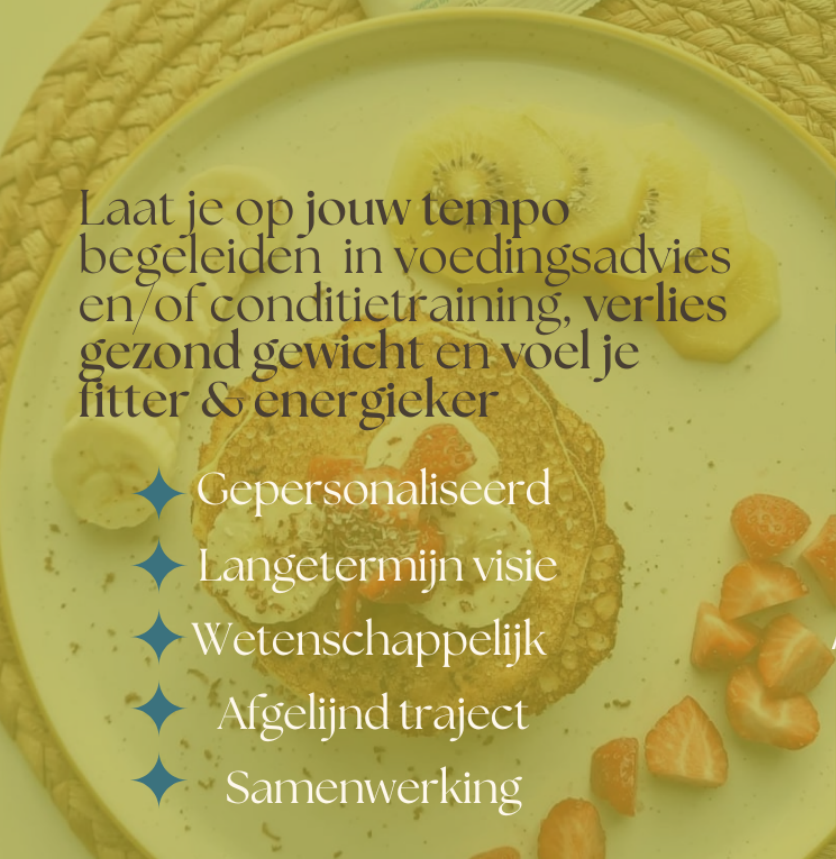 Laat je op jouw tempo
begeleiden in voedingsadvies
en/of conditietraining, verlies
gezond gewicht en voel je
fitter & energieker
Gepersonaliseerd
Langetermijn visie
Wetenschappelijk
Afgelijnd traject
Samenwerking